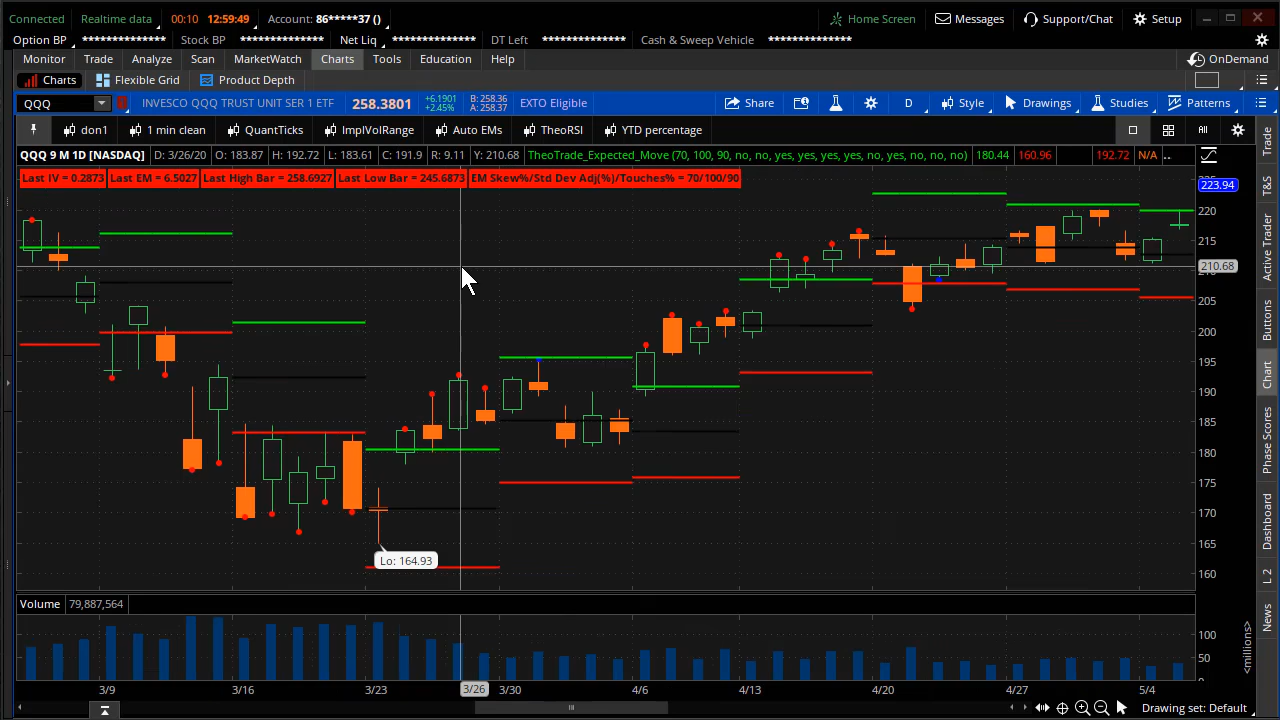 Connected Realtime data 00:10 12:59:49 Account: 86*****37 () Home Screen Messages Support/Chat Setup
Option BP ************* Stock BP ************* Net Liq ************* DT Left ************* Cash & Sweep Vehicle *************
Monitor Trade Analyze Scan MarketWatch Charts Tools Education Help OnDemand
Charts Flexible Grid Product Depth
QQQ INVESCO QQQ TRUST UNIT SER 1 ETF 258.3801 +6.1901 +2.45% B: 258.36 A: 258.37 EXTO Eligible Share D Style Drawings Studies Patterns
don1 1 min clean QuantTicks ImplVolRange Auto EMs TheoRSI YTD percentage All
QQQ 9 M 1D [NASDAQ] D: 3/26/20 O: 183.87 H: 192.72 L: 183.61 C: 191.9 R: 9.11 Y: 210.68 TheoTrade_Expected_Move (70, 100, 90, no, no, yes, yes, yes, yes, no, yes, no, no, no) 180.44 160.96 192.72 N/A ..
Last IV = 0.2873 Last EM = 6.5027 Last High Bar = 258.6927 Last Low Bar = 245.6873 EM Skew%/Std Dev Adj(%)/Touches% = 70/100/90
223.94
220
215
210.68
205
200
195
190
185
180
175
170
165
160
Lo: 164.93
Volume 79,887,564
100
50
<millions>
3/9 3/16 3/23 3/26 3/30 4/6 4/13 4/20 4/27 5/4
Drawing set: Default
Trade
T&S
Active Trader
Buttons
Chart
Phase Scores
Dashboard
L 2
News